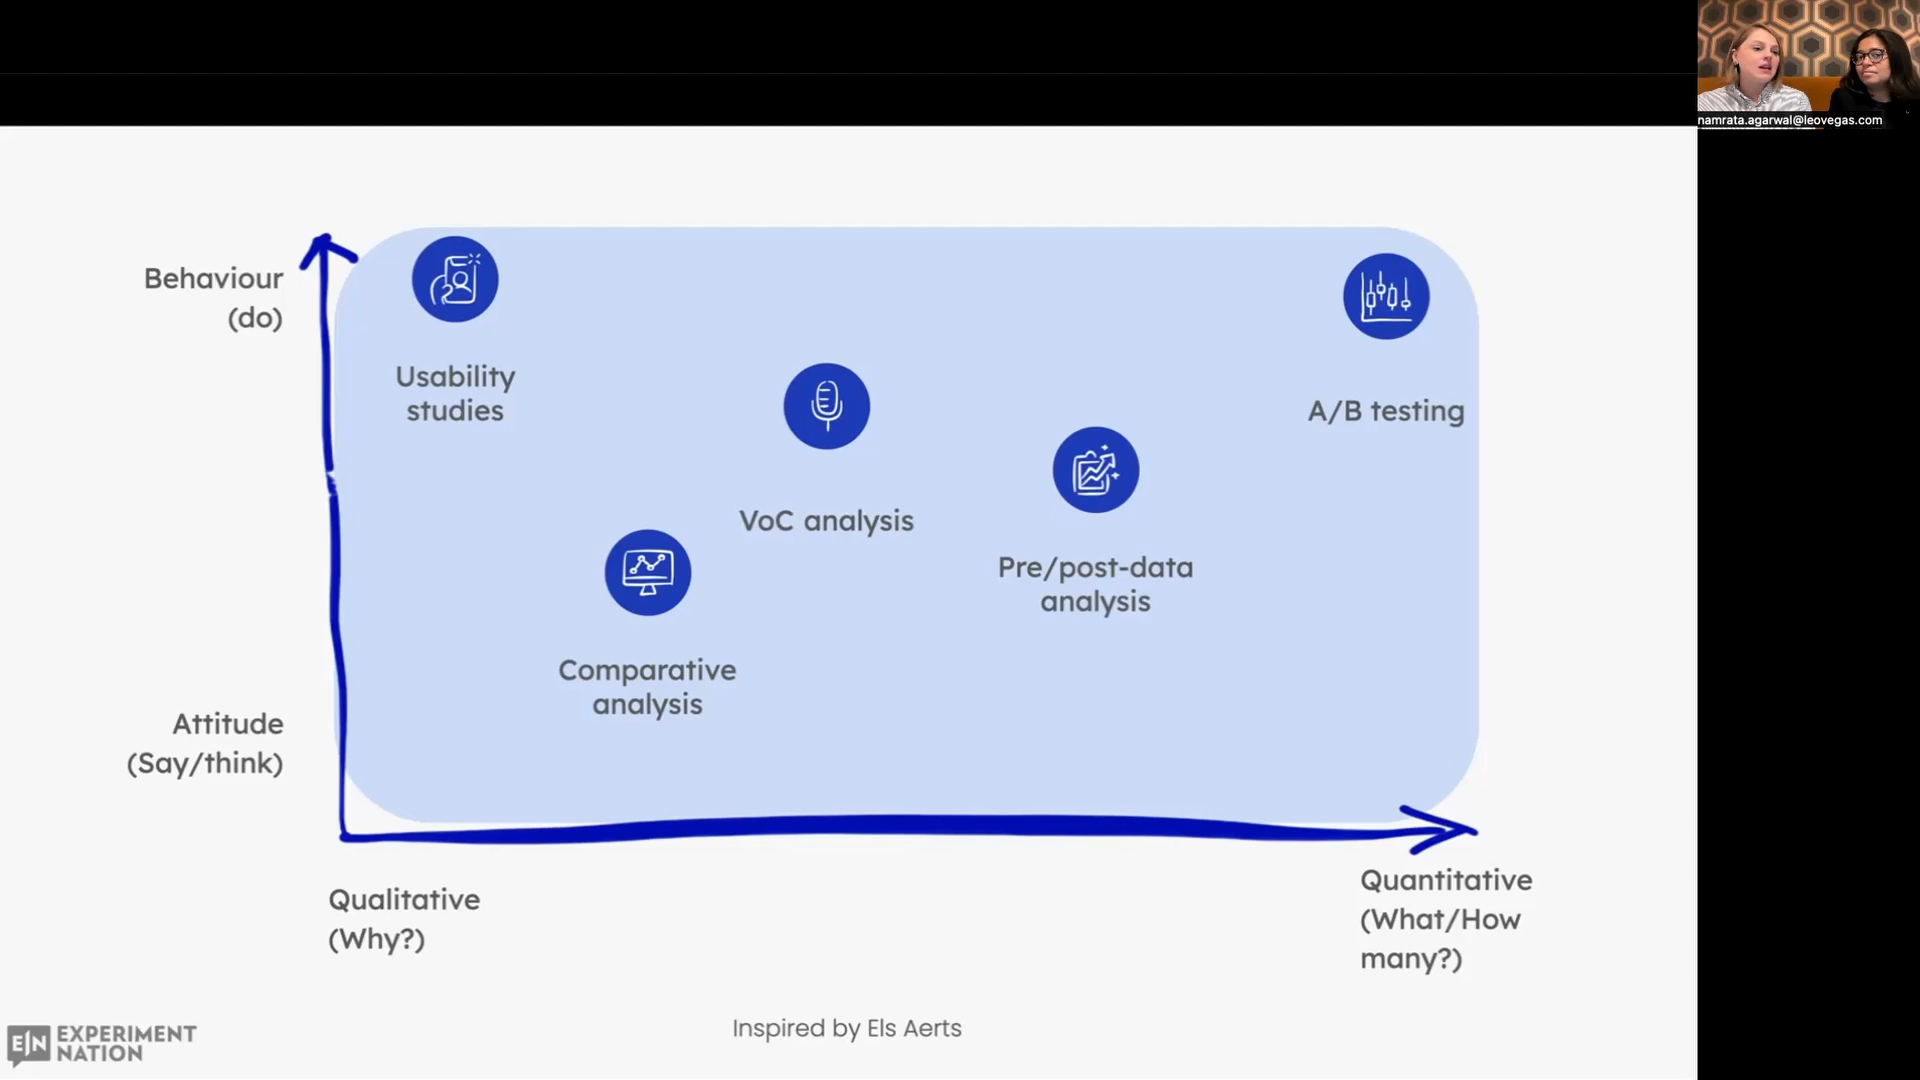 namrata.agarwal@leovegas.com
Behaviour
(do)
Usability
studies
A/B testing
VoC analysis
Pre/post-data
analysis
Comparative
analysis
Attitude
(Say/think)
Qualitative
(Why?)
Quantitative
(What/How
many?)
Inspired by Els Aerts
E|N EXPERIMENT
NATION